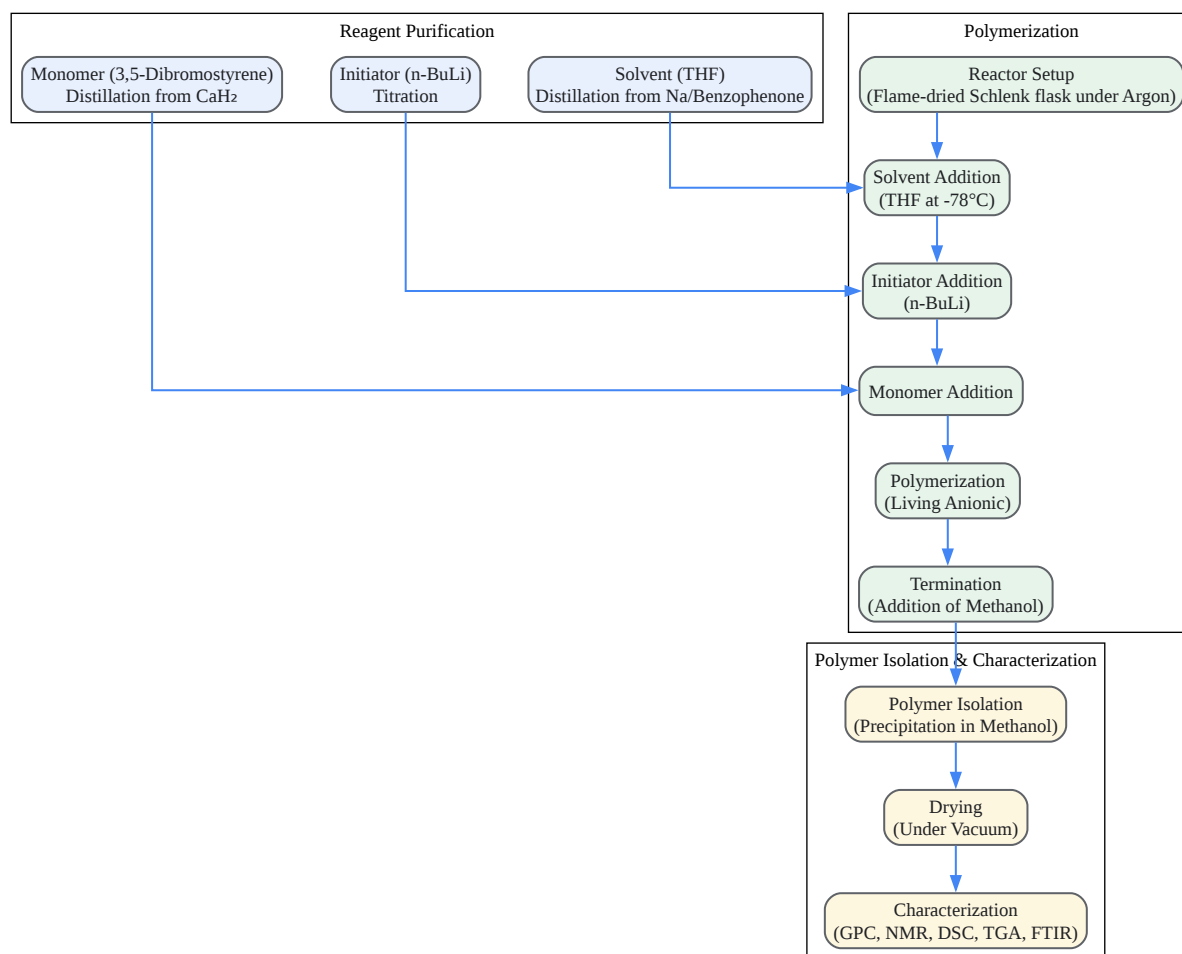 Reagent Purification
Monomer (3,5-Dibromostyrene)
Distillation from CaH₂
Initiator (n-BuLi)
Titration
Solvent (THF)
Distillation from Na/Benzophenone
Polymerization
Reactor Setup
(Flame-dried Schlenk flask under Argon)
Solvent Addition
(THF at -78°C)
Initiator Addition
(n-BuLi)
Monomer Addition
Polymerization
(Living Anionic)
Termination
(Addition of Methanol)
Polymer Isolation & Characterization
Polymer Isolation
(Precipitation in Methanol)
Drying
(Under Vacuum)
Characterization
(GPC, NMR, DSC, TGA, FTIR)